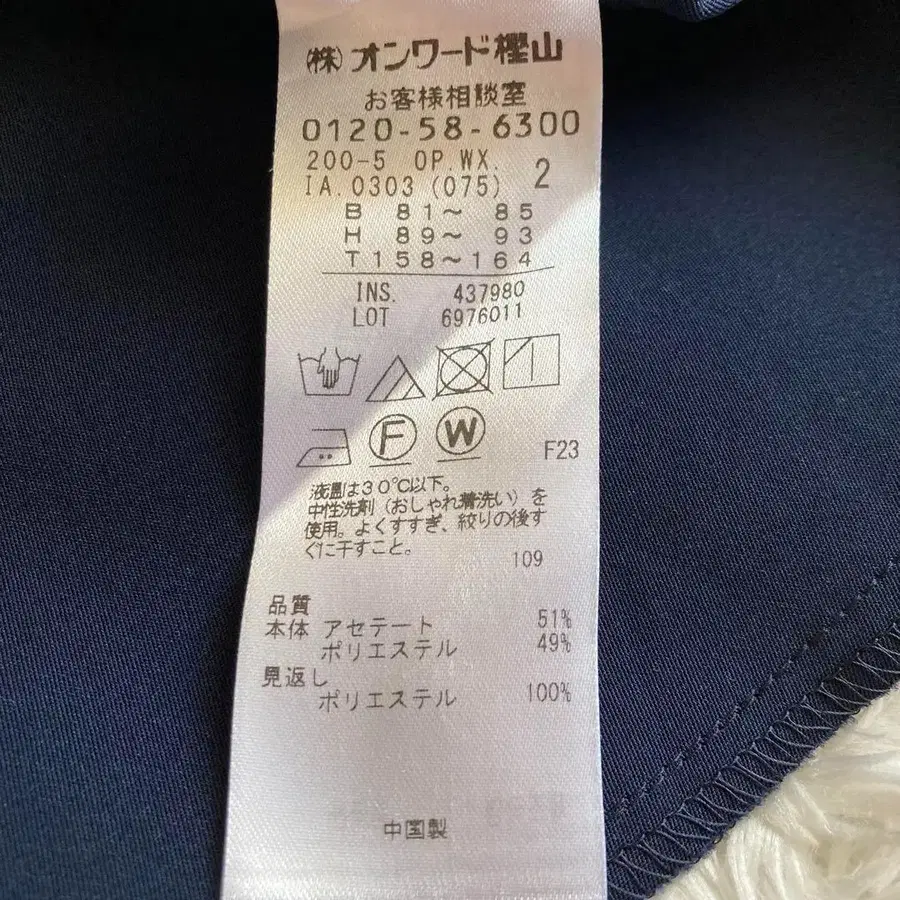 (株)オンワード樫山
お客様相談室
0120-58-6300
200-5 OP.WX.
IA.0303 (075) 2
B 81～ 85
H 89～ 93
T158～164
INS. 437980
LOT 6976011
F W F23
液温は30℃以下。
中性洗剤（おしゃれ着洗い）を
使用。よくすすぎ、絞りの後す
ぐに干すこと。
109
品質
本体 アセテート 51%
ポリエステル 49%
見返し
ポリエステル 100%
中国製